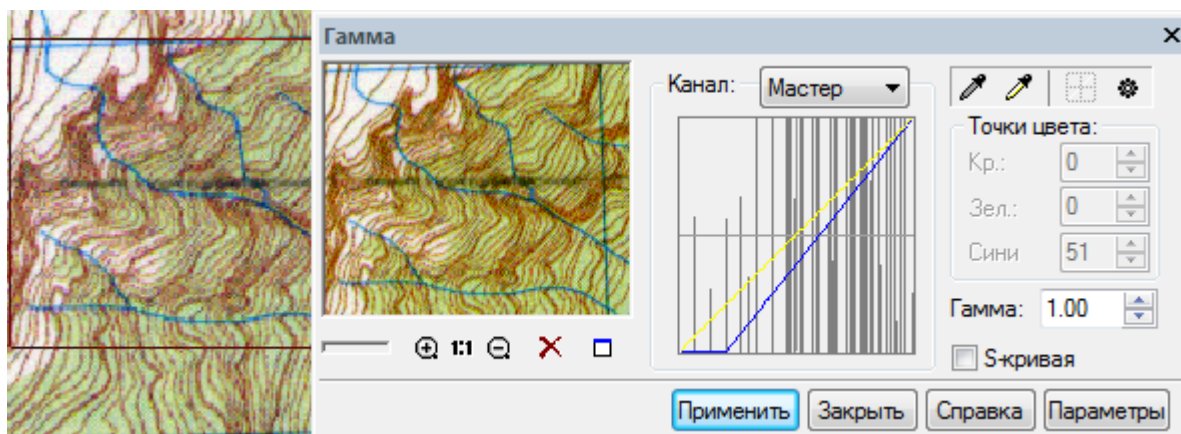 Гамма
Канал:
Мастер
Точки цвета:
Кр.: 0
Зел.: 0
Сини 51
Гамма: 1.00
S-кривая
1:1
Применить Закрыть Справка Параметры